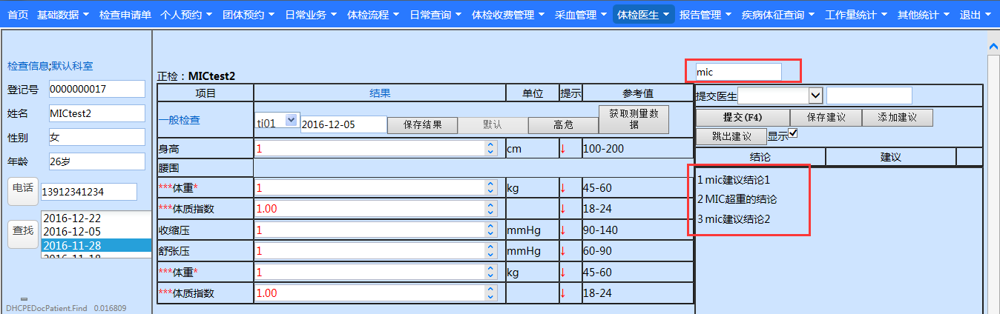 首页 基础数据 检查申请单 个人预约 团体预约 日常业务 体检流程 日常查询 体检收费管理 采血管理 体检医生 报告管理 疾病体征查询 工作量统计 其他统计 退出
检查信息;默认科室
登记号 0000000017
姓名 MICtest2
性别 女
年龄 26岁
电话 13912341234
查找
2016-12-22
2016-12-05
2016-11-28
2016-11-18
DHCPEDocPatient.Find 0.016809
正检：MICtest2
项目 结果 单位 提示 参考值
一般检查 ti01 2016-12-05 保存结果 默认 高危 获取测量数
据
身高 1 cm ↓ 100-200
腰围
***体重* 1 kg ↓ 45-60
***体质指数 1.00 ↓ 18-24
收缩压 1 mmHg ↓ 90-140
舒张压 1 mmHg ↓ 60-90
***体重* 1 kg ↓ 45-60
***体质指数 1.00 ↓ 18-24
mic
提交医生
提交(F4) 保存建议 添加建议
跳出建议 显示
结论 建议
1 mic建议结论1
2 MIC超重的结论
3 mic建议结论2